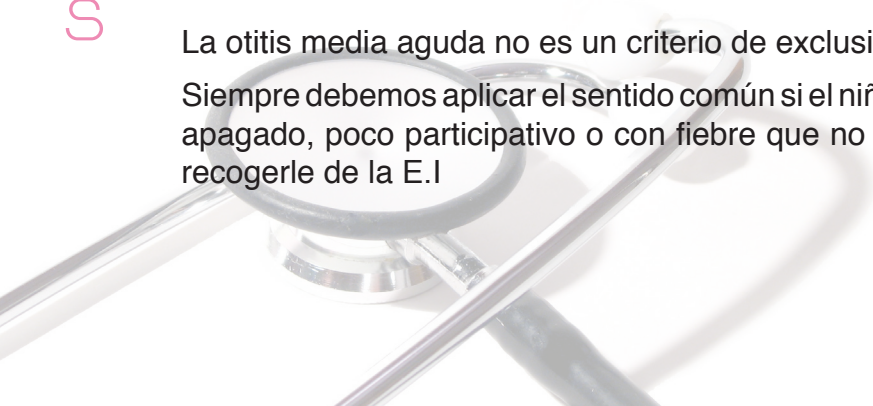 S
La otitis media aguda no es un criterio de exclusi
Siempre debemos aplicar el sentido común si el niñ
apagado, poco participativo o con fiebre que no
recogerle de la E.I